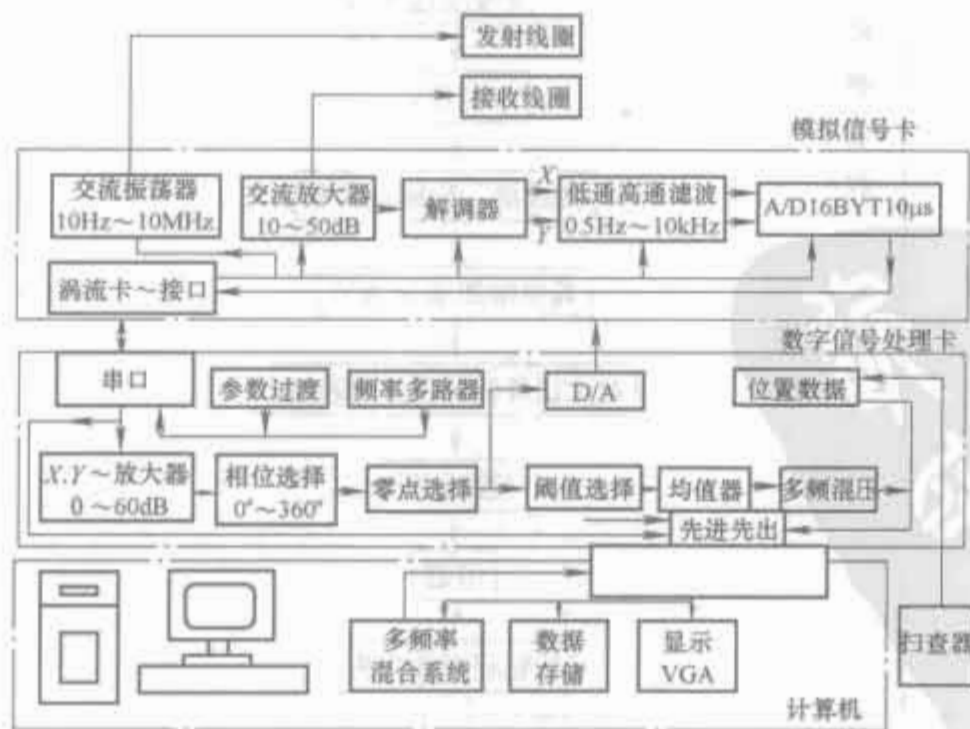 发射线圈
接收线圈
模拟信号卡
交流振荡器
10Hz～10MHz
交流放大器
10～50dB
解调器
X
Y
低通高通滤波
0.5Hz～10kHz
A/D16BYT10μs
涡流卡～接口
数字信号处理卡
串口
参数过渡
频率多路器
D/A
位置数据
X.Y～放大器
0～60dB
相位选择
0°～360°
零点选择
阈值选择
均值器
多频混压
先进先出
多频率
混合系统
数据
存储
显示
VGA
扫查器
计算机